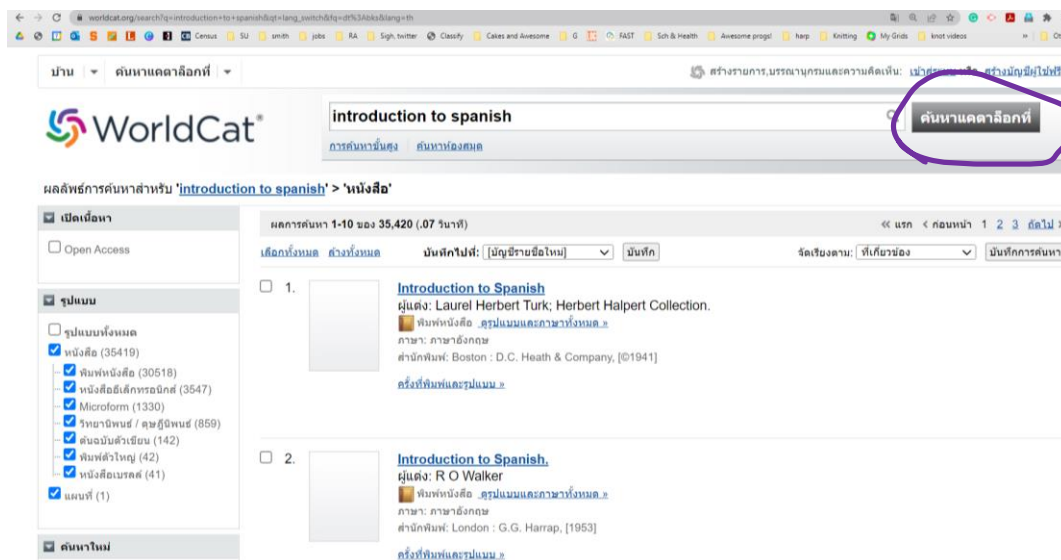 worldcat.org/search?q=introduction+to+spanish&qt=lang_switch&fq=dt%3Abks&lang=th
Census SU smith jobs RA Sigh, twitter Classify Cakes and Awesome G FAST Sch & Health Awesome progs! harp Knitting My Grids knot videos
บ้าน ค้นหาแคตาล็อกที่ สร้างรายการ,บรรณานุกรมและความคิดเห็น: เข้าสู่ระบบ สร้างบัญชีผู้ใช้ฟรี
WorldCat®
introduction to spanish
ค้นหาแคตาล็อกที่
การค้นหาขั้นสูง ค้นหาห้องสมุด
ผลลัพธ์การค้นหาสำหรับ 'introduction to spanish' > 'หนังสือ'
เปิดเนื้อหา
Open Access
รูปแบบ
รูปแบบทั้งหมด
หนังสือ (35419)
พิมพ์หนังสือ (30518)
หนังสืออีเล็กทรอนิกส์ (3547)
Microform (1330)
วิทยานิพนธ์ / ดุษฎีนิพนธ์ (859)
ต้นฉบับตัวเขียน (142)
พิมพ์ตัวใหญ่ (42)
หนังสือเบรลล์ (41)
แผนที่ (1)
ค้นหาใหม่
ผลการค้นหา 1-10 ของ 35,420 (.07 วินาที)
« แรก < ก่อนหน้า 1 2 3 ถัดไป >
เลือกทั้งหมด ล้างทั้งหมด บันทึกไปที่: [บัญชีรายชื่อใหม่] บันทึก
จัดเรียงตาม: ที่เกี่ยวข้อง บันทึกการค้นหา
1. Introduction to Spanish
ผู้แต่ง: Laurel Herbert Turk; Herbert Halpert Collection.
พิมพ์หนังสือ ดูรูปแบบและภาษาทั้งหมด »
ภาษา: ภาษาอังกฤษ
สำนักพิมพ์: Boston : D.C. Heath & Company, [©1941]
ครั้งที่พิมพ์และรูปแบบ »
2. Introduction to Spanish.
ผู้แต่ง: R O Walker
พิมพ์หนังสือ ดูรูปแบบและภาษาทั้งหมด »
ภาษา: ภาษาอังกฤษ
สำนักพิมพ์: London : G.G. Harrap, [1953]
ครั้งที่พิมพ์และรูปแบบ »